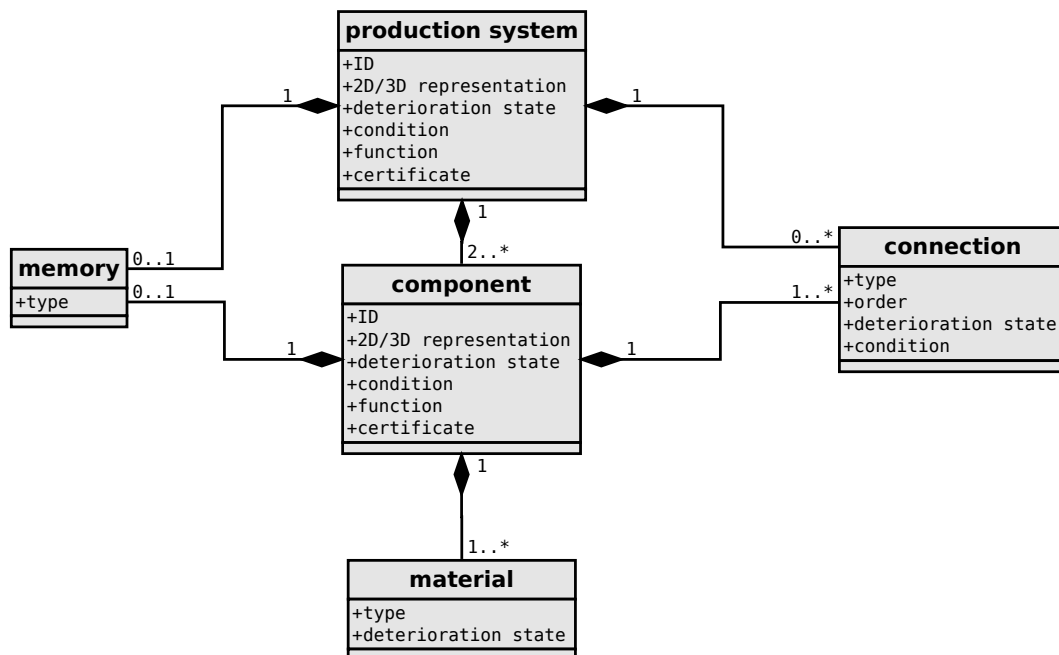 production system
+ID
+2D/3D representation
+deterioration state
+condition
+function
+certificate
1
1
1
2..*
0..1
memory
+type
0..1
1
0..*
connection
+type
+order
+deterioration state
+condition
1..*
1
component
+ID
+2D/3D representation
+deterioration state
+condition
+function
+certificate
1
1..*
material
+type
+deterioration state